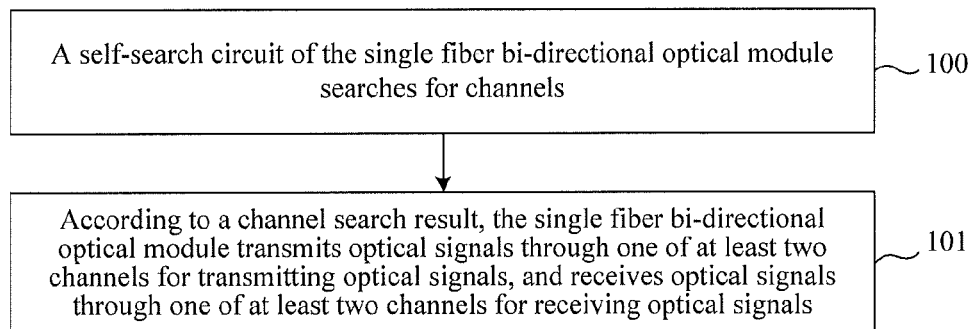 A self-search circuit of the single fiber bi-directional optical module
searches for channels
100
According to a channel search result, the single fiber bi-directional
optical module transmits optical signals through one of at least two
channels for transmitting optical signals, and receives optical signals
through one of at least two channels for receiving optical signals
101